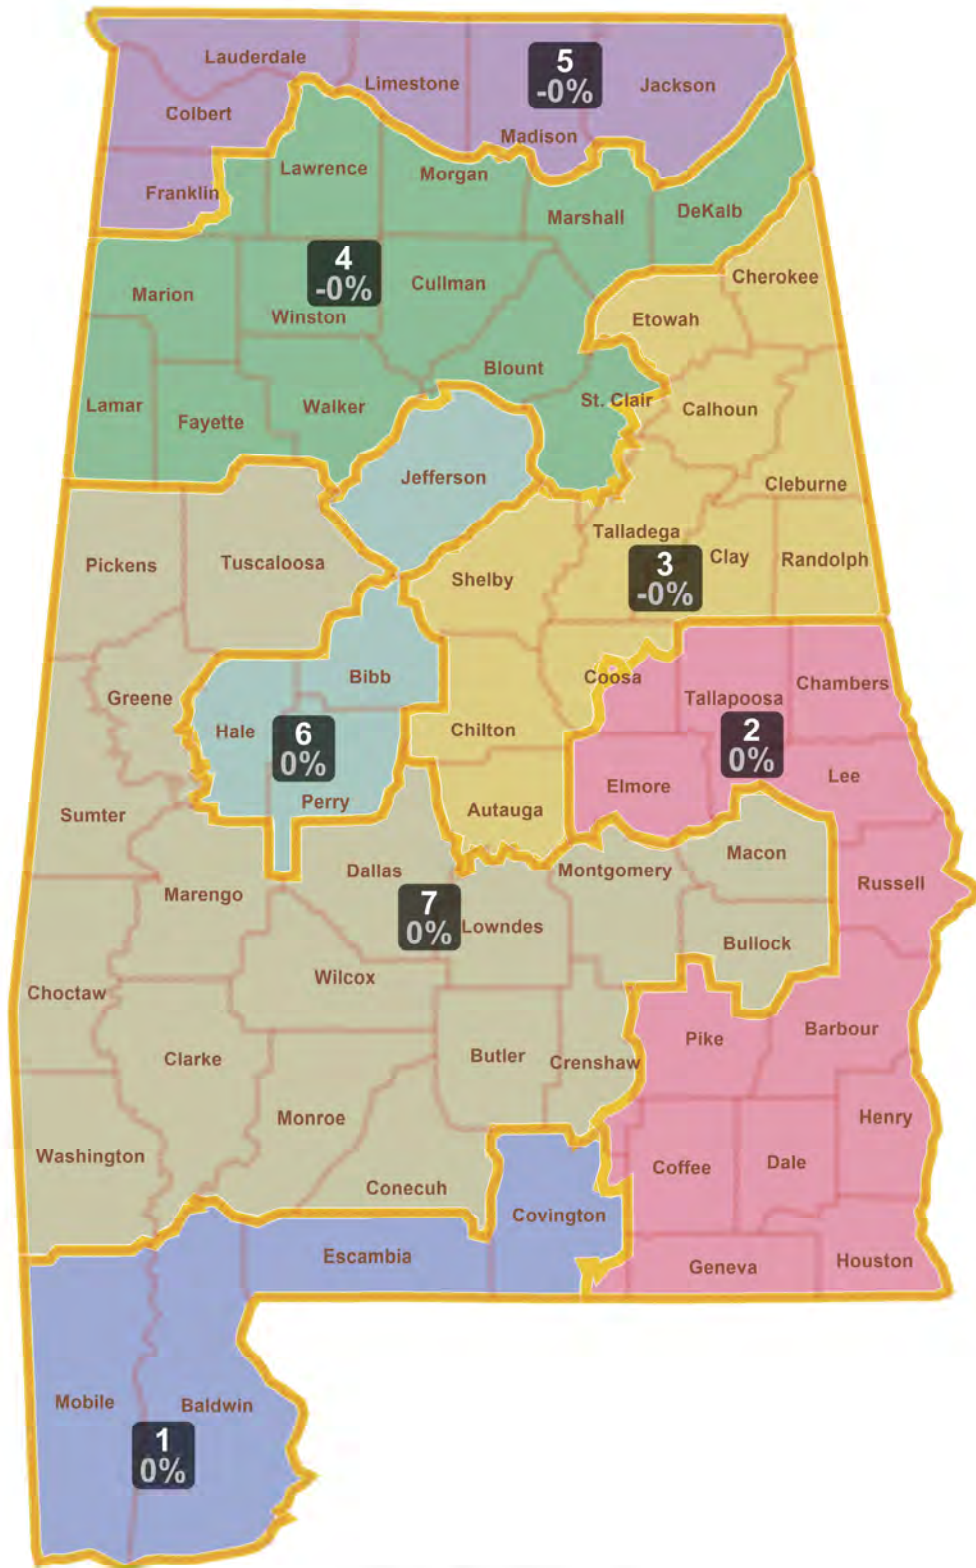 Lauderdale
5
-0%
Limestone
Jackson
Colbert
Madison
Franklin
Lawrence
Morgan
Marshall
DeKalb
4
-0%
Cherokee
Marion
Cullman
Winston
Etowah
Blount
St. Clair
Lamar
Walker
Calhoun
Fayette
Jefferson
Cleburne
Talladega
Pickens
Tuscaloosa
Shelby
3
-0%
Clay
Randolph
Bibb
Coosa
Chambers
Greene
Tallapoosa
Hale
6
0%
Chilton
2
0%
Lee
Elmore
Perry
Autauga
Sumter
Macon
Dallas
Montgomery
Russell
Marengo
7
0%
Lowndes
Bullock
Wilcox
Choctaw
Barbour
Pike
Clarke
Butler
Crenshaw
Monroe
Henry
Washington
Coffee
Dale
Conecuh
Covington
Escambia
Geneva
Houston
Mobile
Baldwin
1
0%